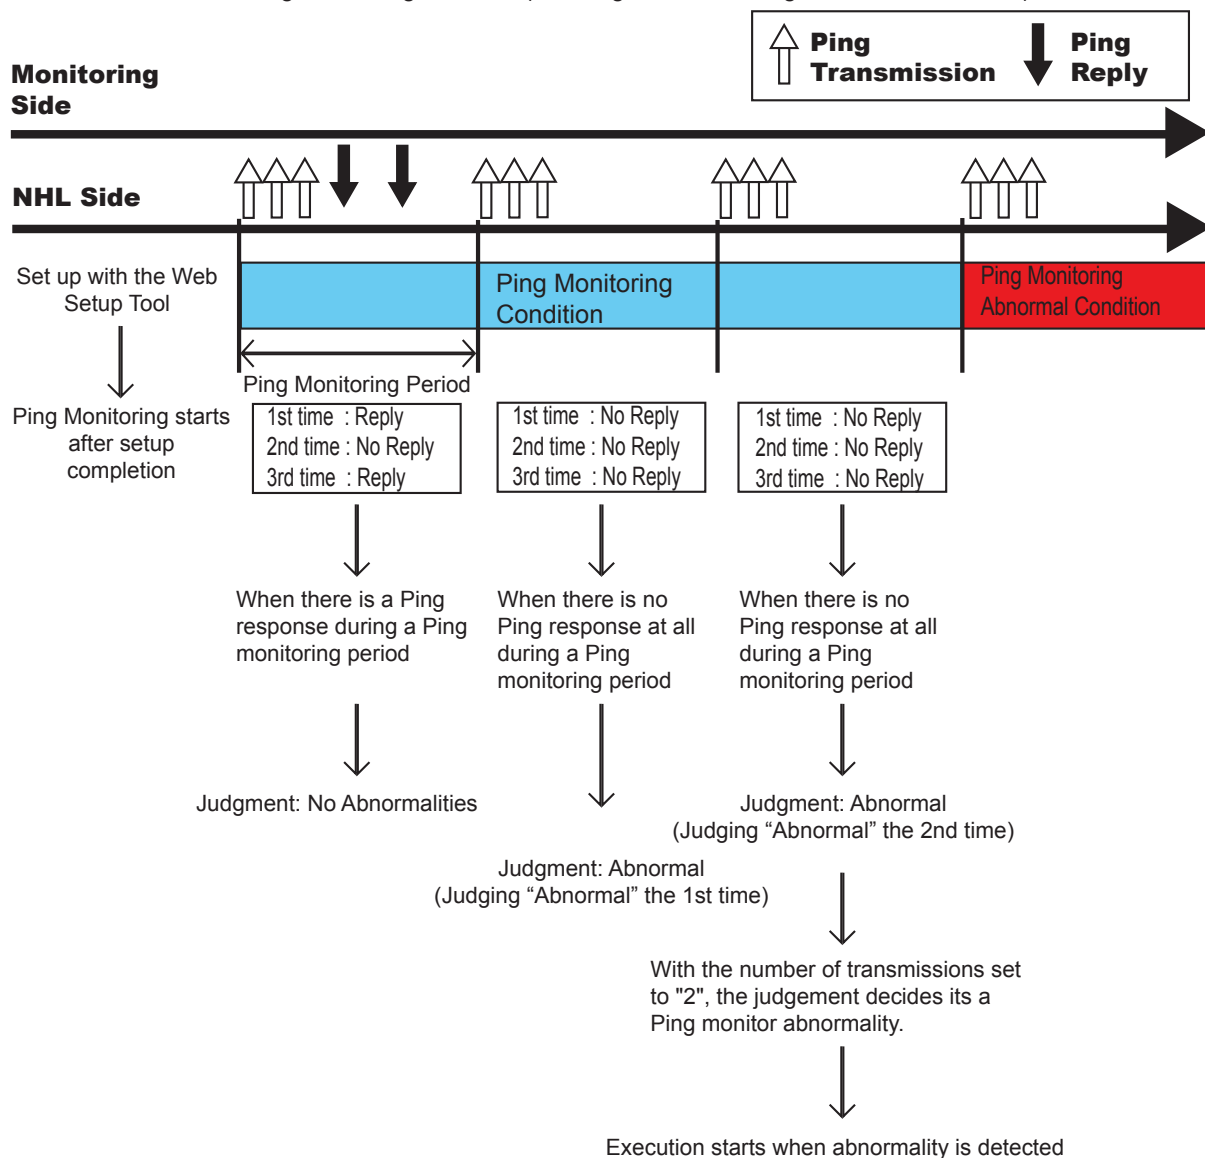 Ping
Transmission
Ping
Reply
Monitoring
Side
NHL Side
Set up with the Web
Setup Tool
Ping Monitoring starts
after setup
completion
Ping Monitoring
Condition
Ping Monitoring
Abnormal Condition
Ping Monitoring Period
1st time : Reply
2nd time : No Reply
3rd time : Reply
1st time : No Reply
2nd time : No Reply
3rd time : No Reply
1st time : No Reply
2nd time : No Reply
3rd time : No Reply
When there is a Ping
response during a Ping
monitoring period
When there is no
Ping response at all
during a Ping
monitoring period
When there is no
Ping response at all
during a Ping
monitoring period
Judgment: No Abnormalities
Judgment: Abnormal
(Judging “Abnormal” the 1st time)
Judgment: Abnormal
(Judging “Abnormal” the 2nd time)
With the number of transmissions set
to "2", the judgement decides its a
Ping monitor abnormality.
Execution starts when abnormality is detected